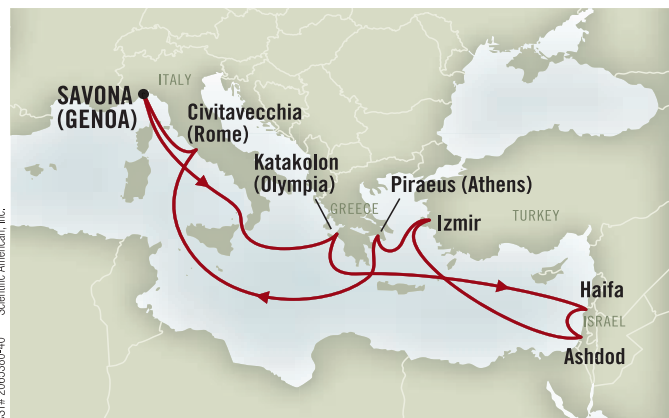 ITALY
SAVONA
(GENOA)
Civitavecchia
(Rome)
Katakolon
(Olympia)
Piraeus (Athens)
GREECE
Izmir
TURKEY
Haifa
ISRAEL
Ashdod
Scientific American, Inc.